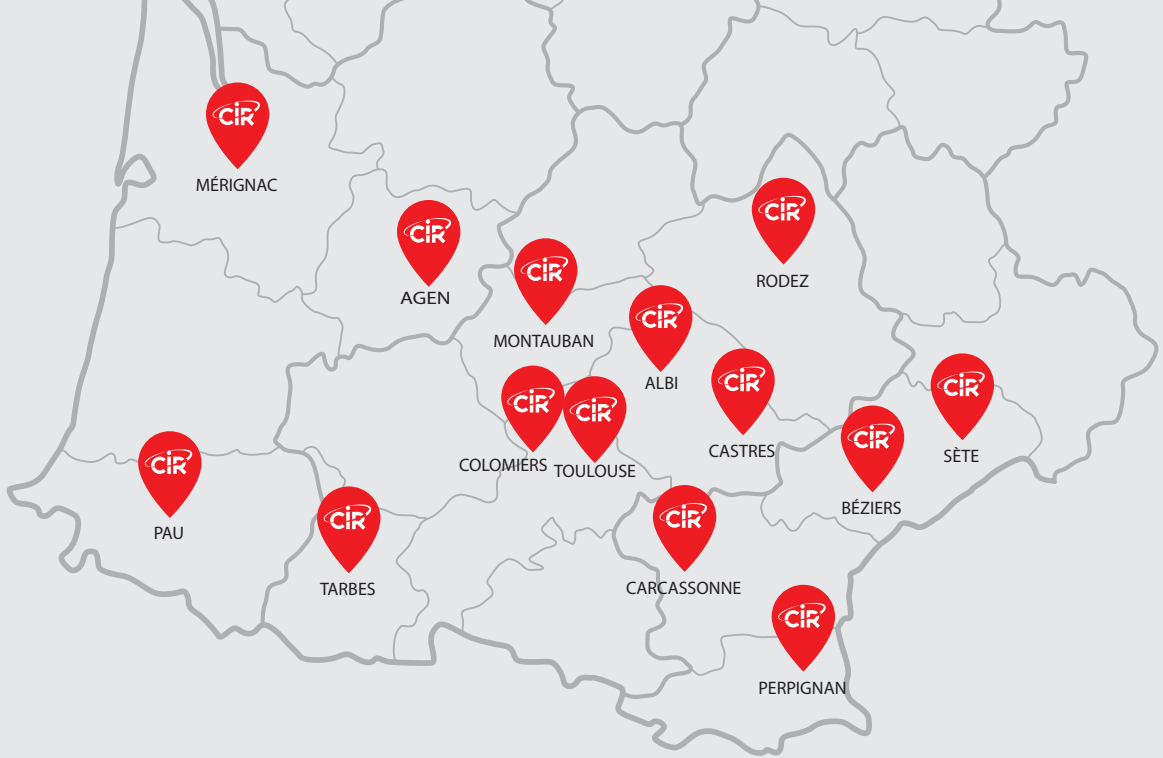 CIR
MÉRIGNAC
CIR
RODEZ
CIR
AGEN
CIR
MONTAUBAN
CIR
ALBI
CIR
CASTRES
CIR
SÈTE
CIR
COLOMIERS
CIR
TOULOUSE
CIR
BÉZIERS
CIR
PAU
CIR
TARBES
CIR
CARCASSONNE
CIR
PERPIGNAN